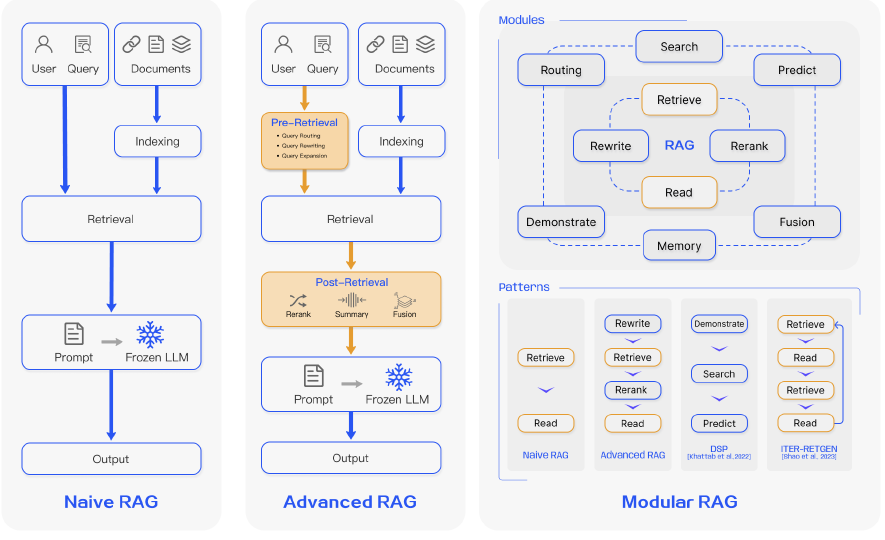 User Query
Documents
Indexing
Retrieval
Prompt
Frozen LLM
Output
Naive RAG
User Query
Documents
Pre-Retrieval
• Query Routing
• Query Rewriting
• Query Expansion
Indexing
Retrieval
Post-Retrieval
Rerank Summary Fusion
Prompt
Frozen LLM
Output
Advanced RAG
Modules
Search
Routing
Predict
Retrieve
Rewrite
RAG
Rerank
Read
Demonstrate
Fusion
Memory
Patterns
Retrieve
Read
Naive RAG
Rewrite
Retrieve
Rerank
Read
Advanced RAG
Demonstrate
Search
Predict
DSP
[Khattab et al.,2022]
Retrieve
Read
Retrieve
Read
ITER-RETGEN
[Shao et al., 2023]
Modular RAG